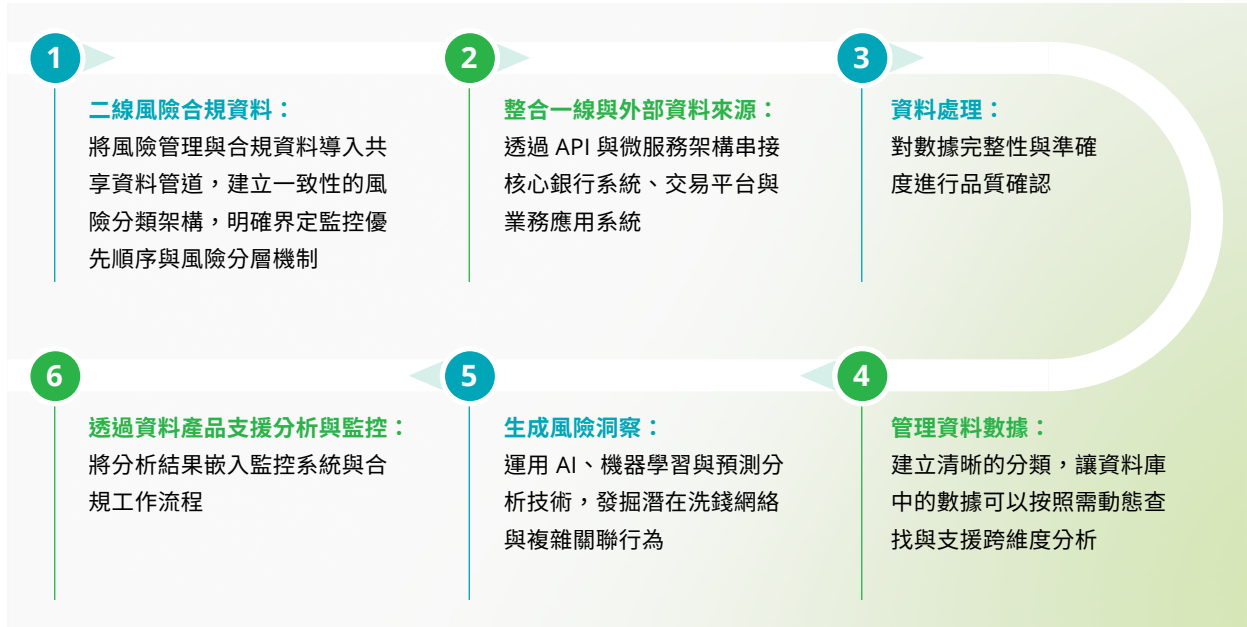 1
二線風險合規資料：
將風險管理與合規資料導入共
享資料管道，建立一致性的風
險分類架構，明確界定監控優
先順序與風險分層機制
2
整合一線與外部資料來源：
透過 API 與微服務架構串接
核心銀行系統、交易平台與
業務應用系統
3
資料處理：
對數據完整性與準確
度進行品質確認
4
管理資料數據：
建立清晰的分類，讓資料庫
中的數據可以按照需動態查
找與支援跨維度分析
5
生成風險洞察：
運用 AI、機器學習與預測分
析技術，發掘潛在洗錢網絡
與複雜關聯行為
6
透過資料產品支援分析與監控：
將分析結果嵌入監控系統與合
規工作流程